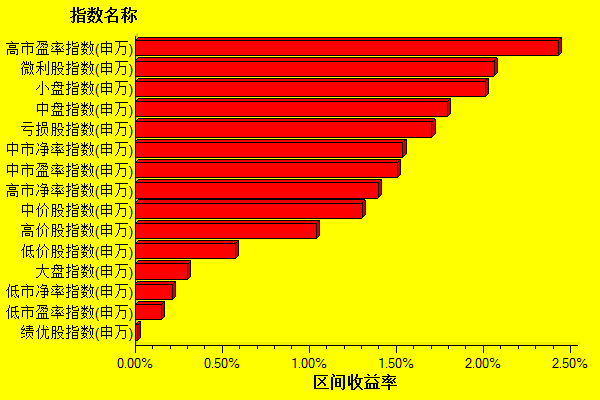 指数名称
高市盈率指数(申万)
微利股指数(申万)
小盘指数(申万)
中盘指数(申万)
亏损股指数(申万)
中市净率指数(申万)
中市盈率指数(申万)
高市净率指数(申万)
中价股指数(申万)
高价股指数(申万)
低价股指数(申万)
大盘指数(申万)
低市净率指数(申万)
低市盈率指数(申万)
绩优股指数(申万)
0.00% 0.50% 1.00% 1.50% 2.00% 2.50%
区间收益率